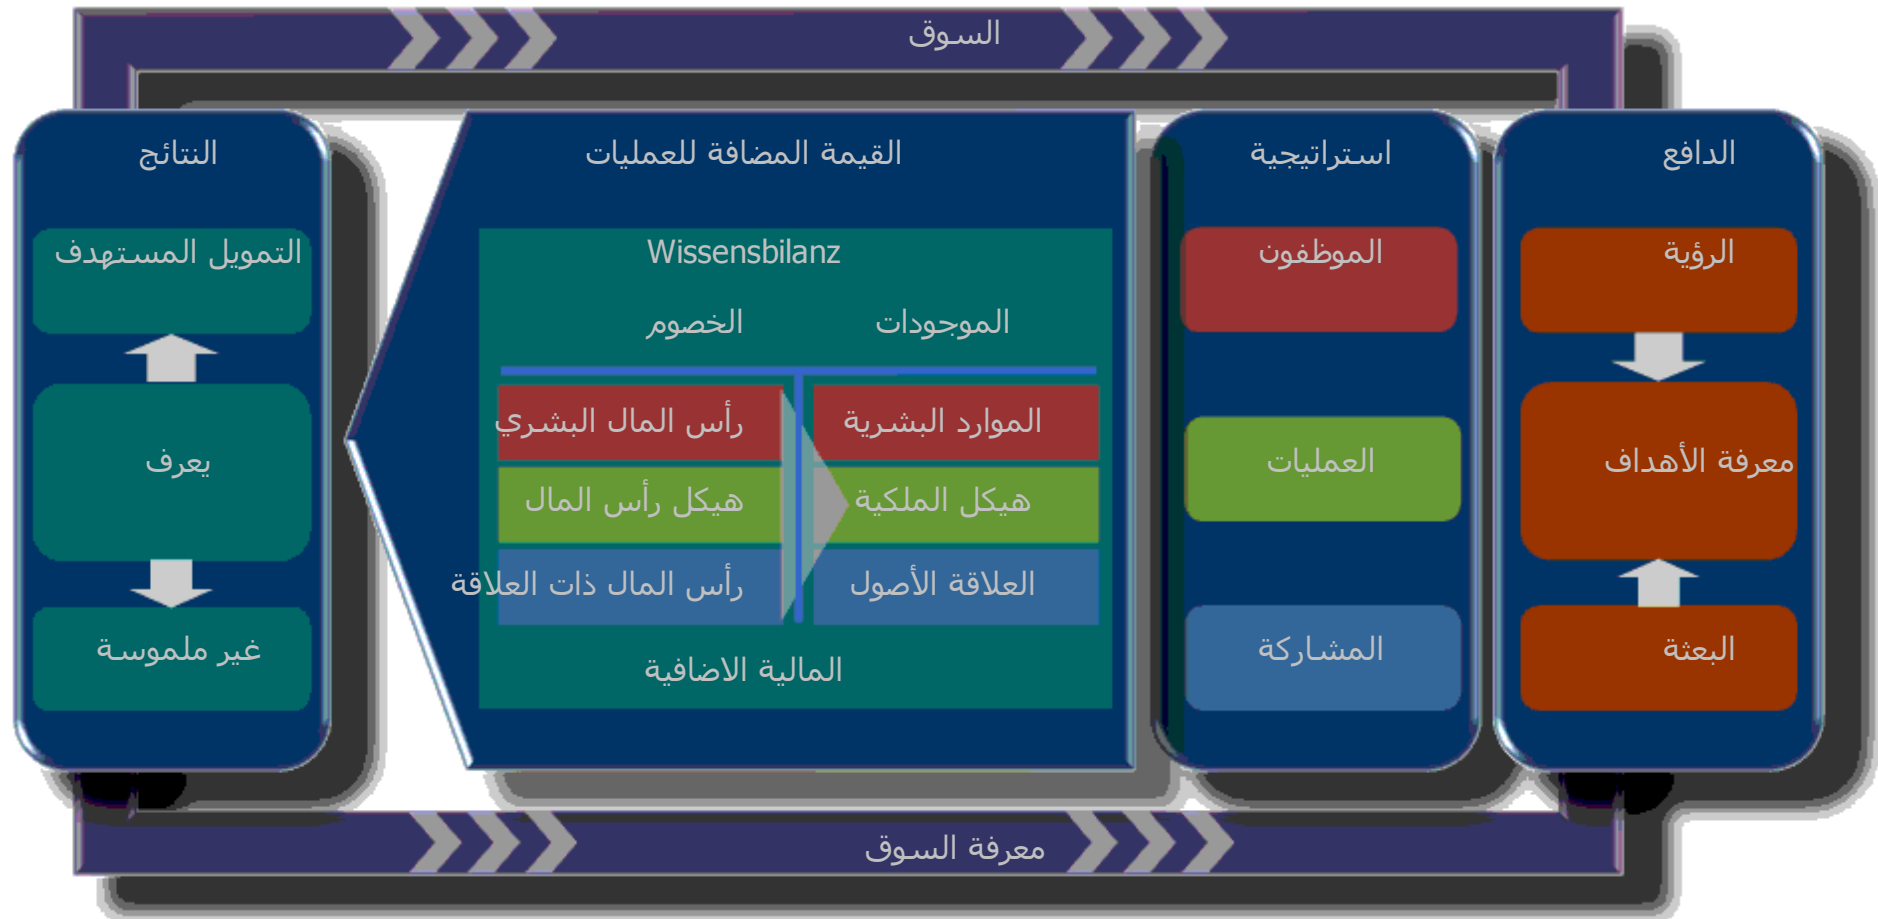 السوق
الدافع
الرؤية
معرفة الأهداف
البعثة
استراتيجية
الموظفون
العمليات
المشاركة
القيمة المضافة للعمليات
Wissensbilanz
الموجودات
الخصوم
الموارد البشرية
رأس المال البشري
هيكل الملكية
هيكل رأس المال
العلاقة الأصول
رأس المال ذات العلاقة
المالية الاضافية
النتائج
التمويل المستهدف
يعرف
غير ملموسة
معرفة السوق